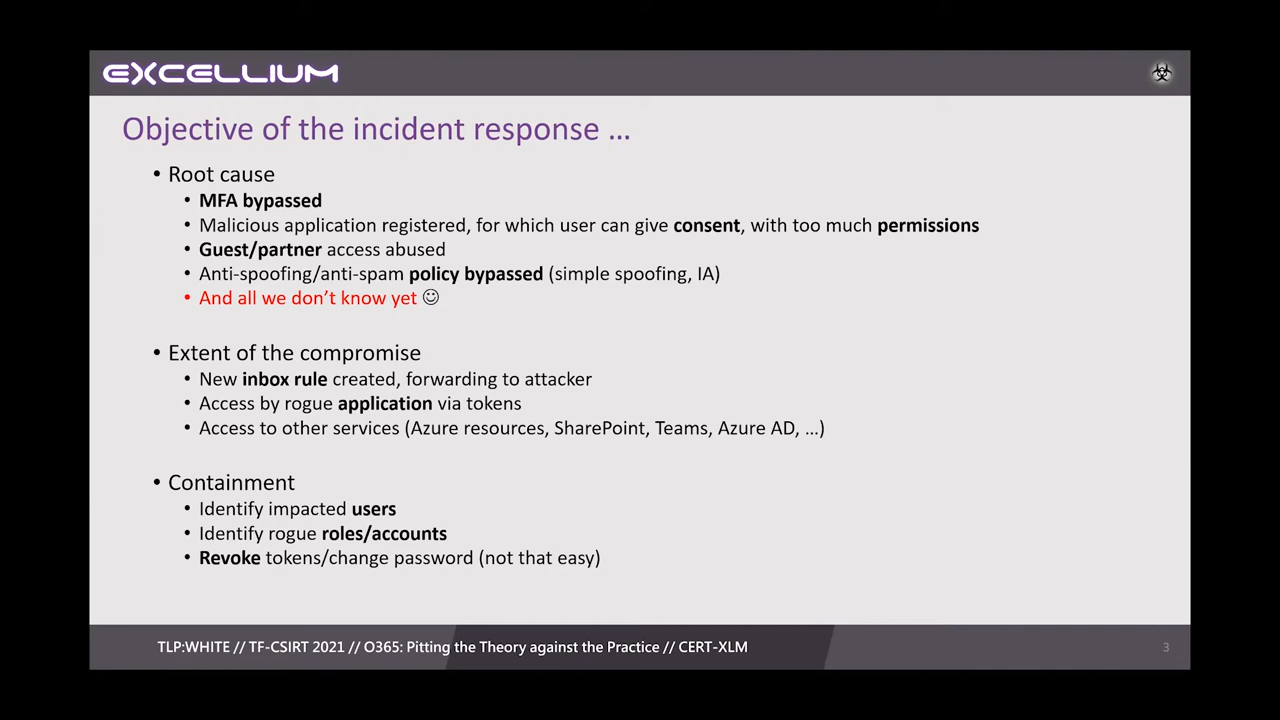 EXCELLIUM
Objective of the incident response ...
• Root cause
• MFA bypassed
• Malicious application registered, for which user can give consent, with too much permissions
• Guest/partner access abused
• Anti-spoofing/anti-spam policy bypassed (simple spoofing, IA)
• And all we don't know yet ☺
• Extent of the compromise
• New inbox rule created, forwarding to attacker
• Access by rogue application via tokens
• Access to other services (Azure resources, SharePoint, Teams, Azure AD, ...)
• Containment
• Identify impacted users
• Identify rogue roles/accounts
• Revoke tokens/change password (not that easy)
TLP:WHITE // TF-CSIRT 2021 // O365: Pitting the Theory against the Practice // CERT-XLM
3